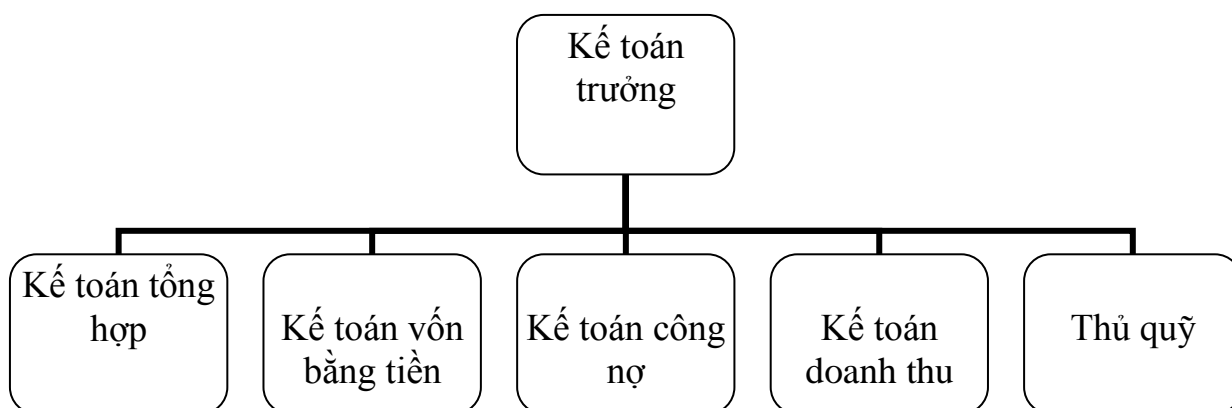 Kế toán
trưởng
Kế toán tổng
hợp
Kế toán vốn
bằng tiền
Kế toán công
nợ
Kế toán
doanh thu
Thủ quỹ